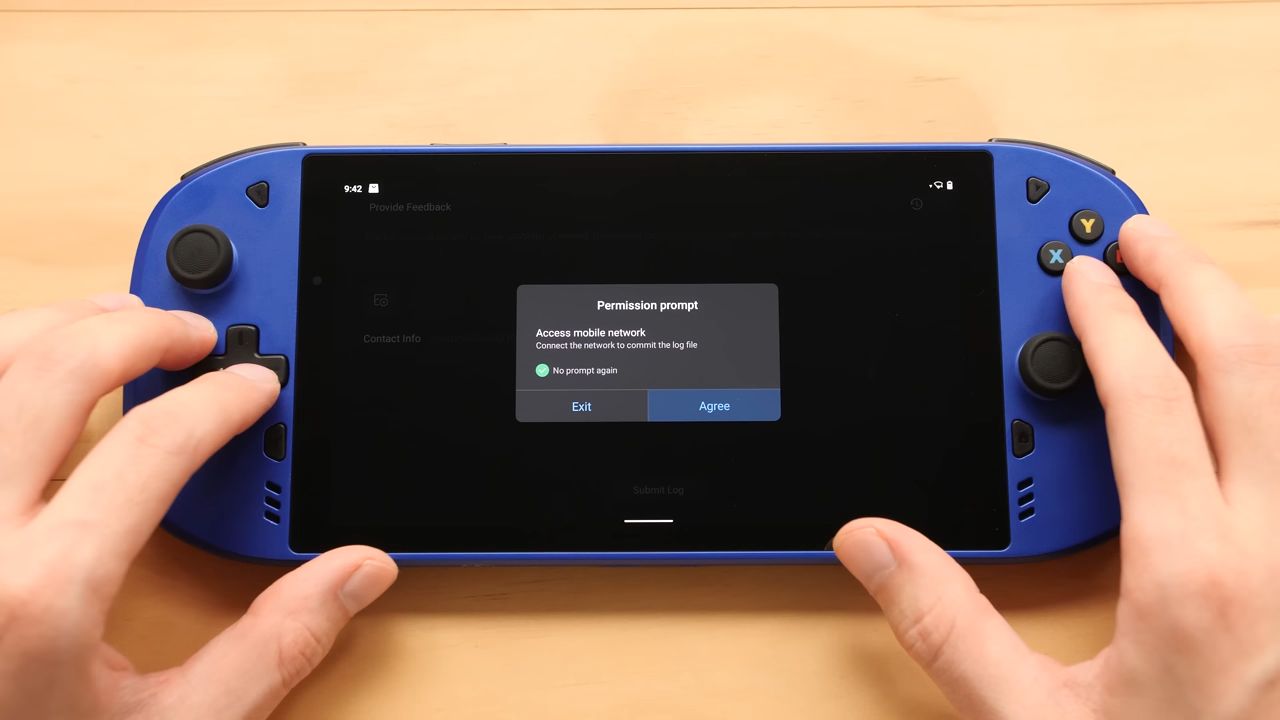 9:42
Provide Feedback
Y
X
Permission prompt
Access mobile network
Connect the network to commit the log file
No prompt again
Contact Info
Exit
Agree
Submit Log